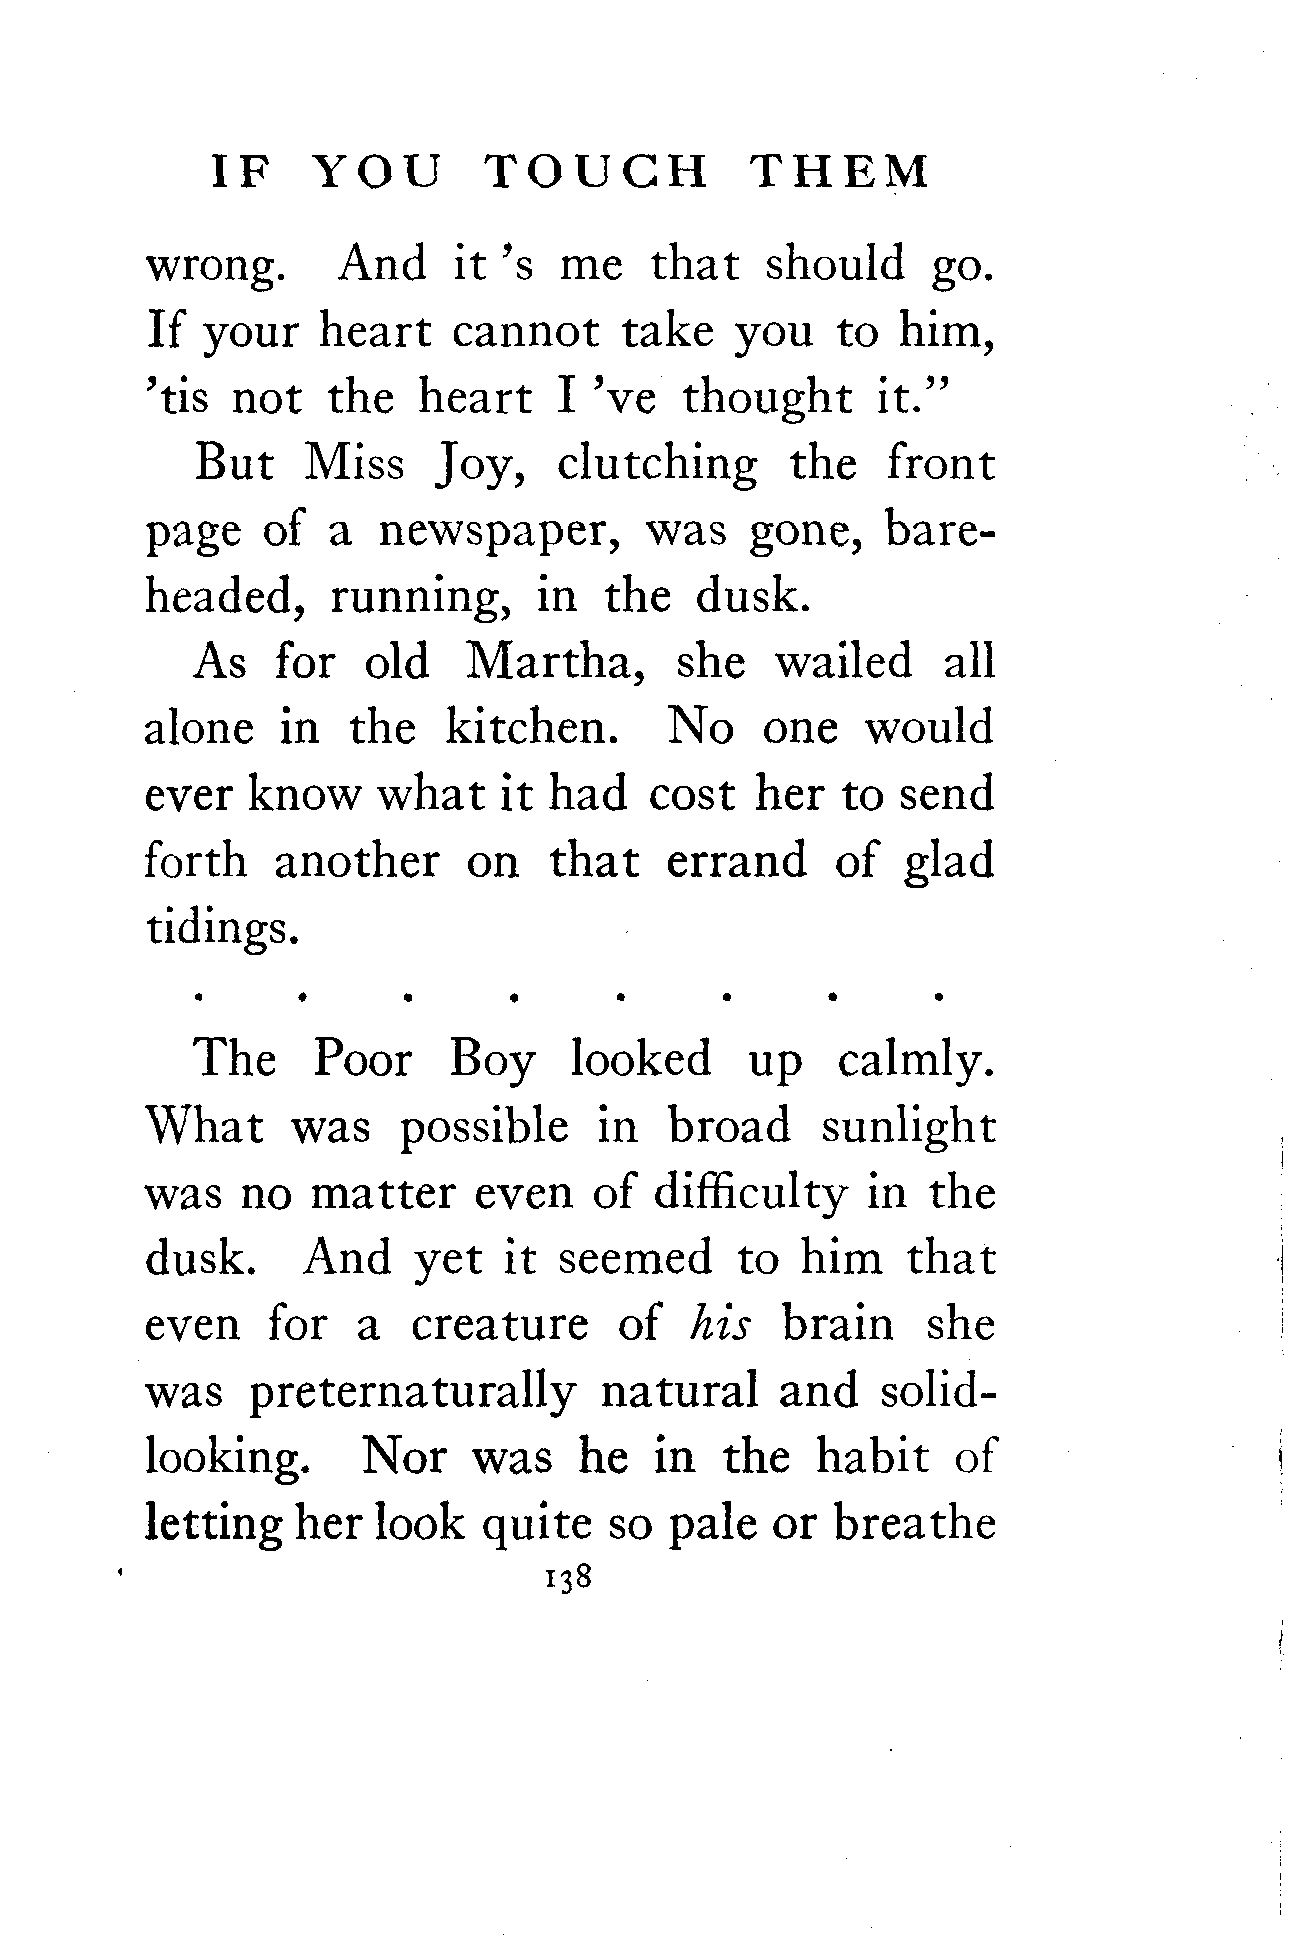 IF YOU TOUCH THEM
wrong. And it 's me that should go.
If your heart cannot take you to him,
'tis not the heart I 've thought it.”
But Miss Joy, clutching the front
page of a newspaper, was gone, bare-
headed, running, in the dusk.
As for old Martha, she wailed all
alone in the kitchen. No one would
ever know what it had cost her to send
forth another on that errand of glad
tidings.
. . . . . . . .
The Poor Boy looked up calmly.
What was possible in broad sunlight
was no matter even of difficulty in the
dusk. And yet it seemed to him that
even for a creature of his brain she
was preternaturally natural and solid-
looking. Nor was he in the habit of
letting her look quite so pale or breathe
138